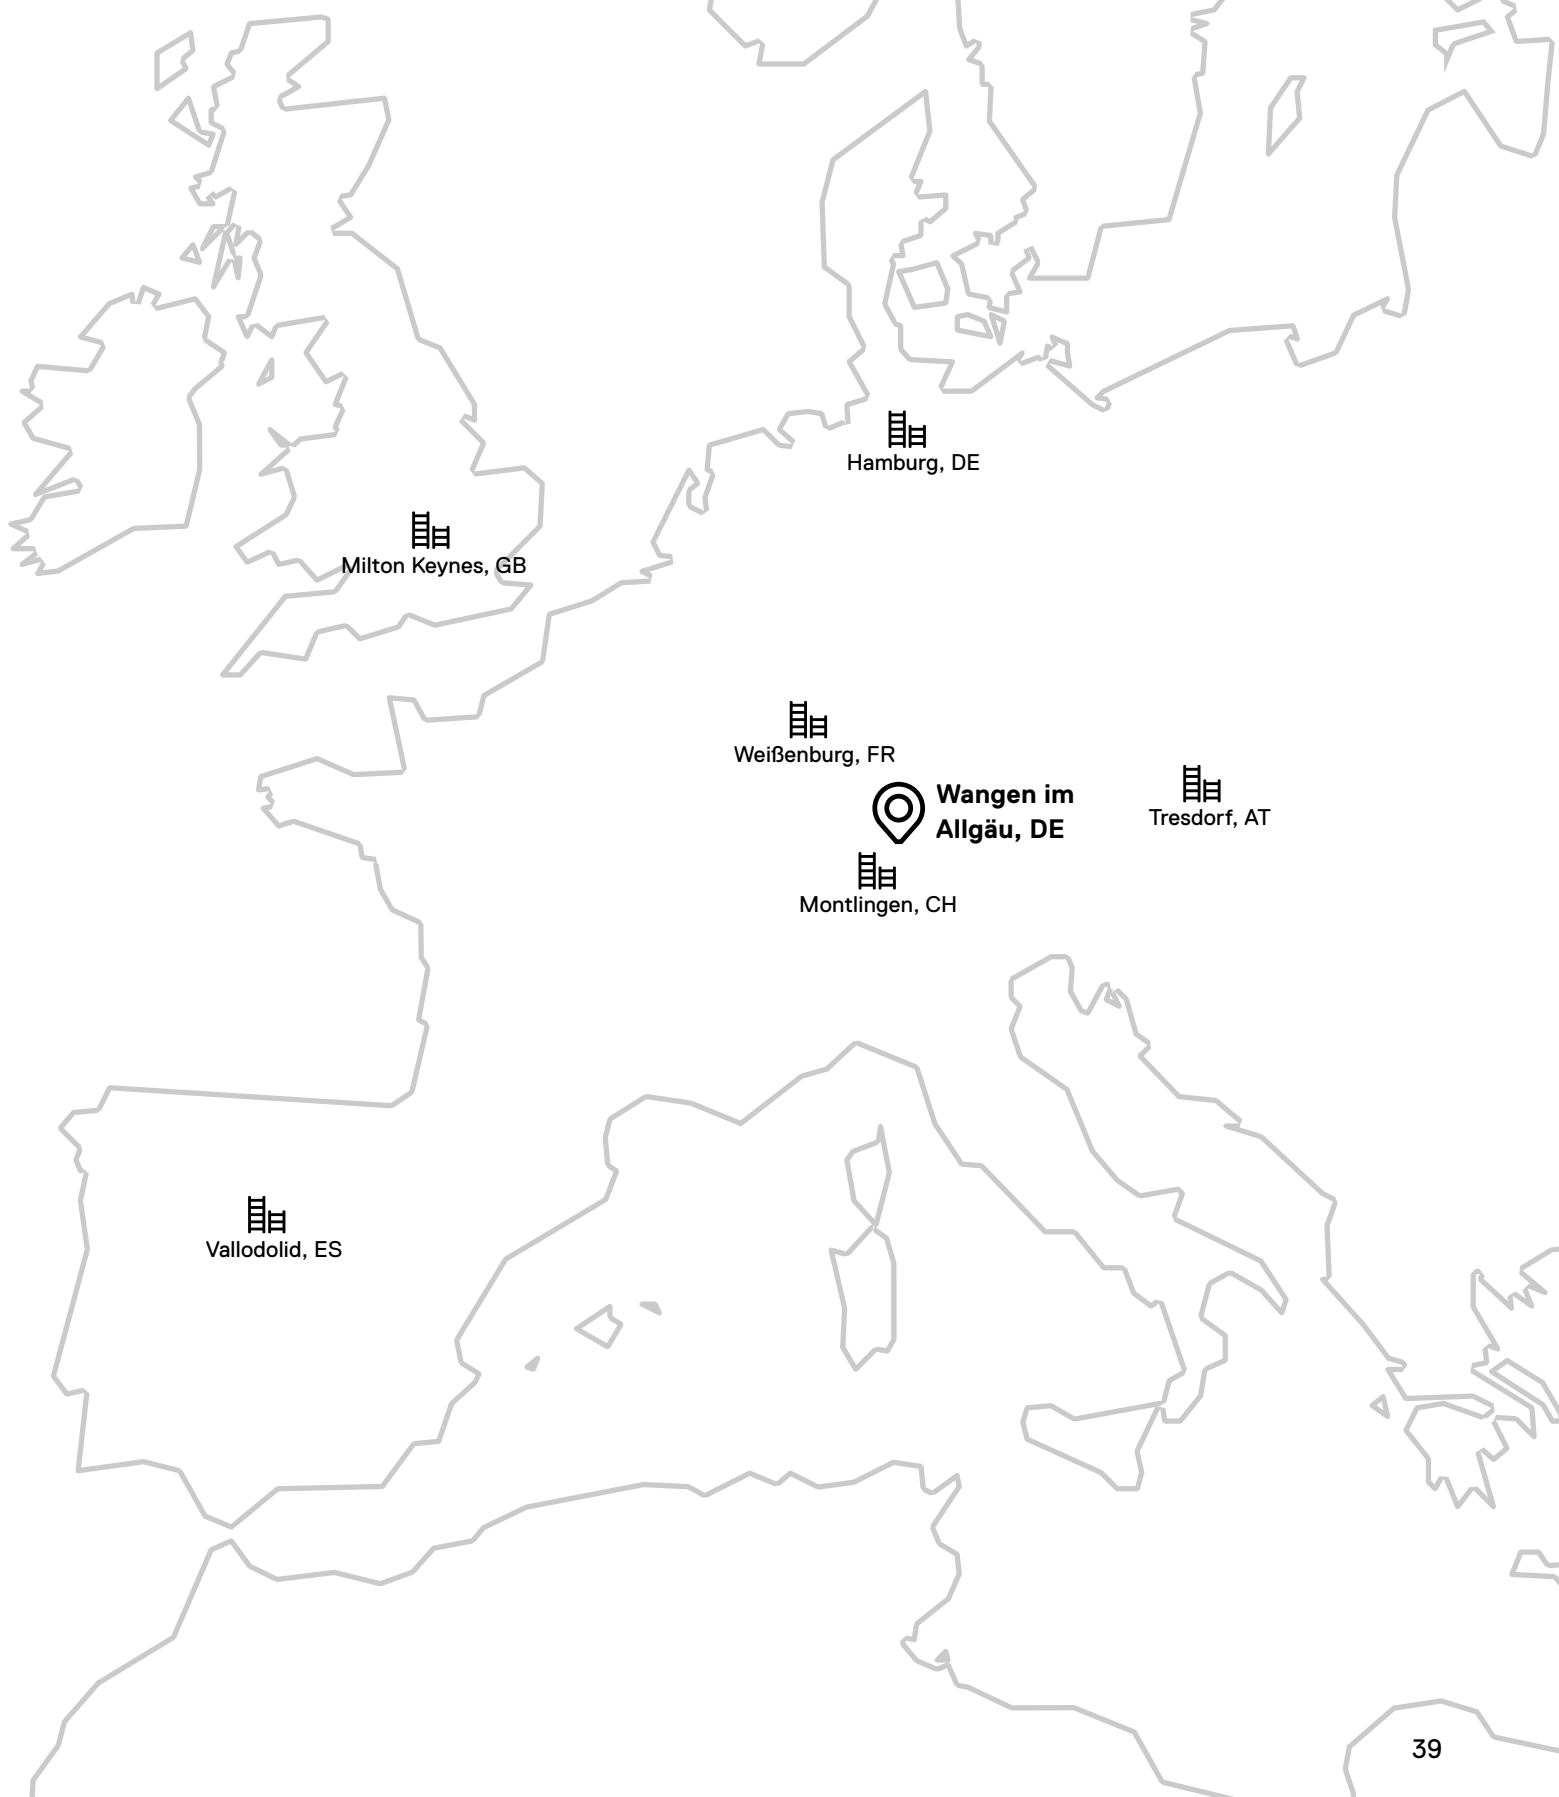 Hamburg, DE
Milton Keynes, GB
Weißenburg, FR
Wangen im
Allgäu, DE
Tresdorf, AT
Montlingen, CH
Vallodolid, ES
39